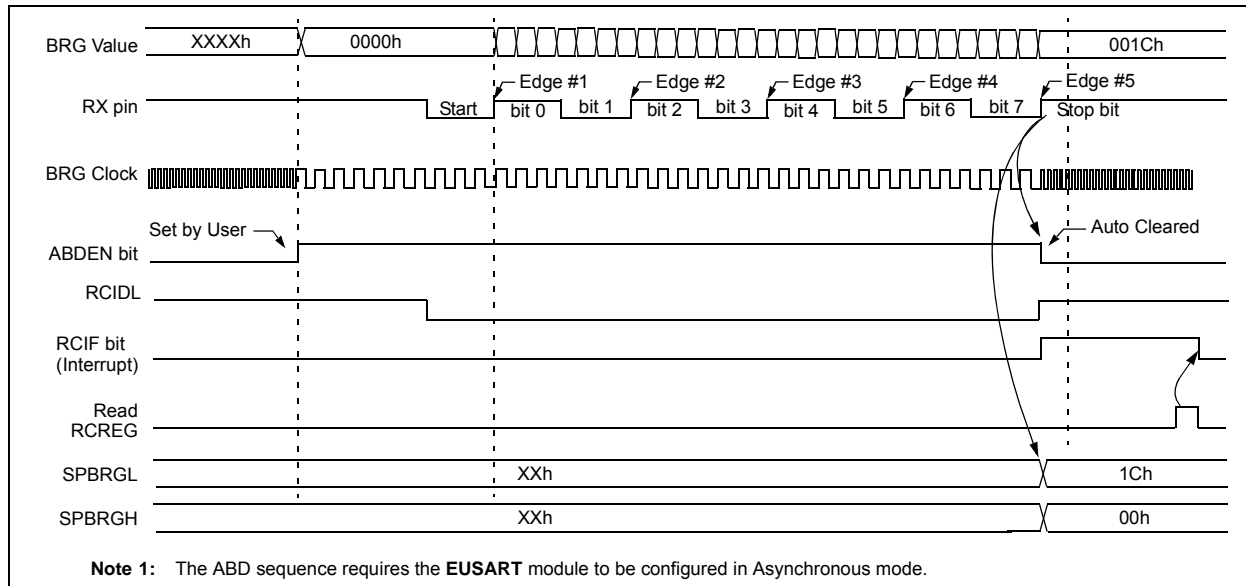 BRG Value XXXXh 0000h 001Ch
Edge #1 Edge #2 Edge #3 Edge #4 Edge #5
RX pin Start bit 0 bit 1 bit 2 bit 3 bit 4 bit 5 bit 6 bit 7 Stop bit
BRG Clock
Set by User Auto Cleared
ABDEN bit
RCIDL
RCIF bit
(Interrupt)
Read
RCREG
SPBRGL XXh 1Ch
SPBRGH XXh 00h
Note 1: The ABD sequence requires the EUSART module to be configured in Asynchronous mode.